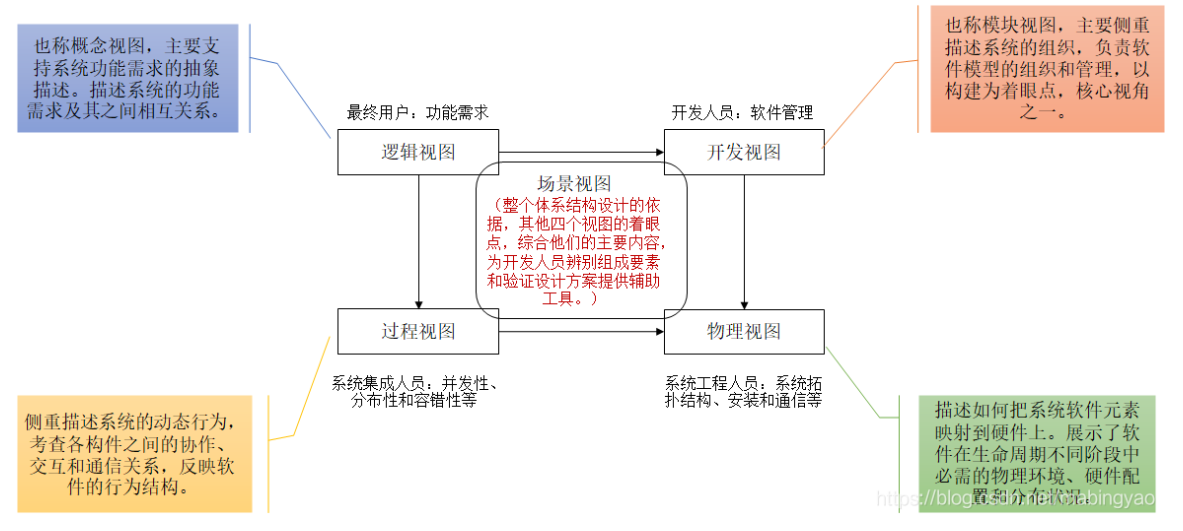 也称概念视图，主要支
持系统功能需求的抽象
描述。描述系统的功能
需求及其之间相互关系。
也称模块视图，主要侧重
描述系统的组织，负责软
件模型的组织和管理，以
构建为着眼点，核心视角
之一。
最终用户：功能需求
开发人员：软件管理
逻辑视图
开发视图
场景视图
（整个体系结构设计的依
据，其他四个视图的着眼
点，综合他们的主要内容，
为开发人员辨别组成要素
和验证设计方案提供辅助
工具。）
过程视图
物理视图
系统集成人员：并发性、
分布性和容错性等
系统工程人员：系统拓
扑结构、安装和通信等
侧重描述系统的动态行为，
考查各构件之间的协作、
交互和通信关系，反映软
件的行为结构。
描述如何把系统软件元素
映射到硬件上。展示了软
件在生命周期不同阶段中
必需的物理环境、硬件配
置和分布状况。